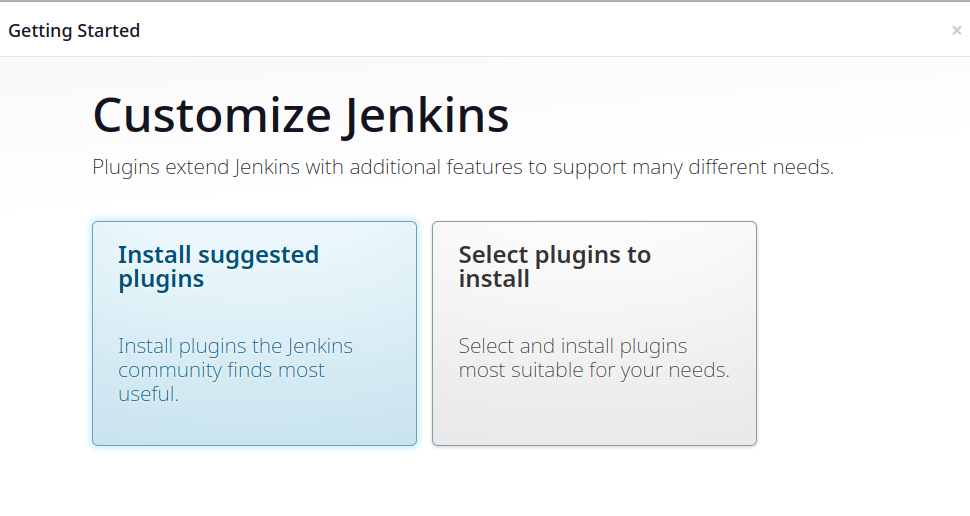 Getting Started
×
Customize Jenkins
Plugins extend Jenkins with additional features to support many different needs.
Install suggested
plugins
Install plugins the Jenkins
community finds most
useful.
Select plugins to
install
Select and install plugins
most suitable for your needs.